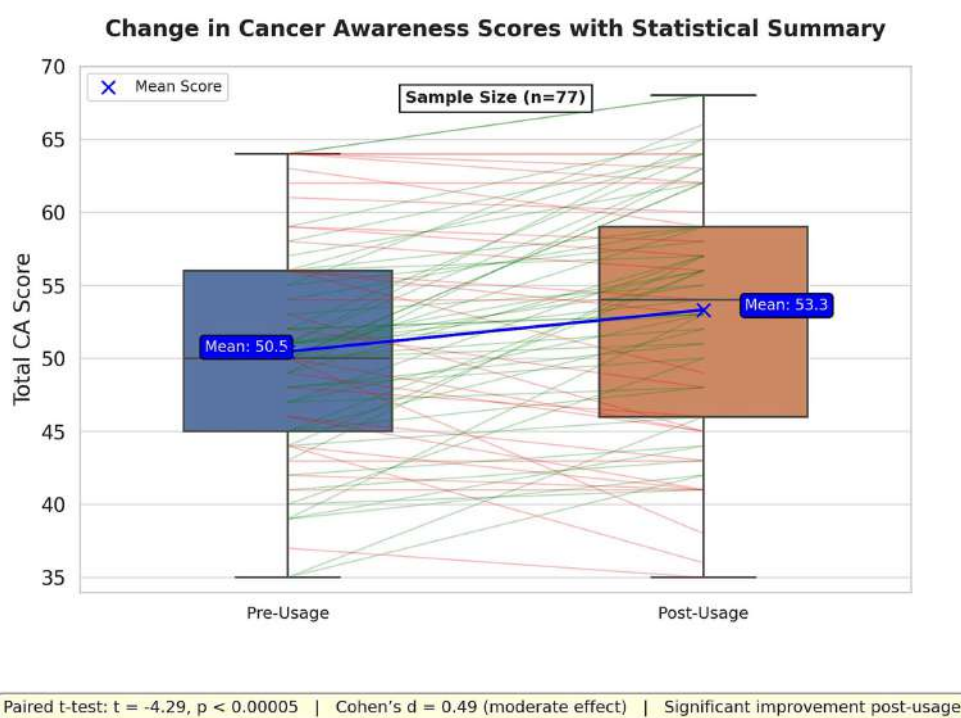 Change in Cancer Awareness Scores with Statistical Summary
70
Mean Score
Sample Size (n=77)
65
60
55
Mean: 53.3
Mean: 50.5
50
45
40
35
Total CA Score
Pre-Usage
Post-Usage
Paired t-test: t = -4.29, p < 0.00005 | Cohen’s d = 0.49 (moderate effect) | Significant improvement post-usage